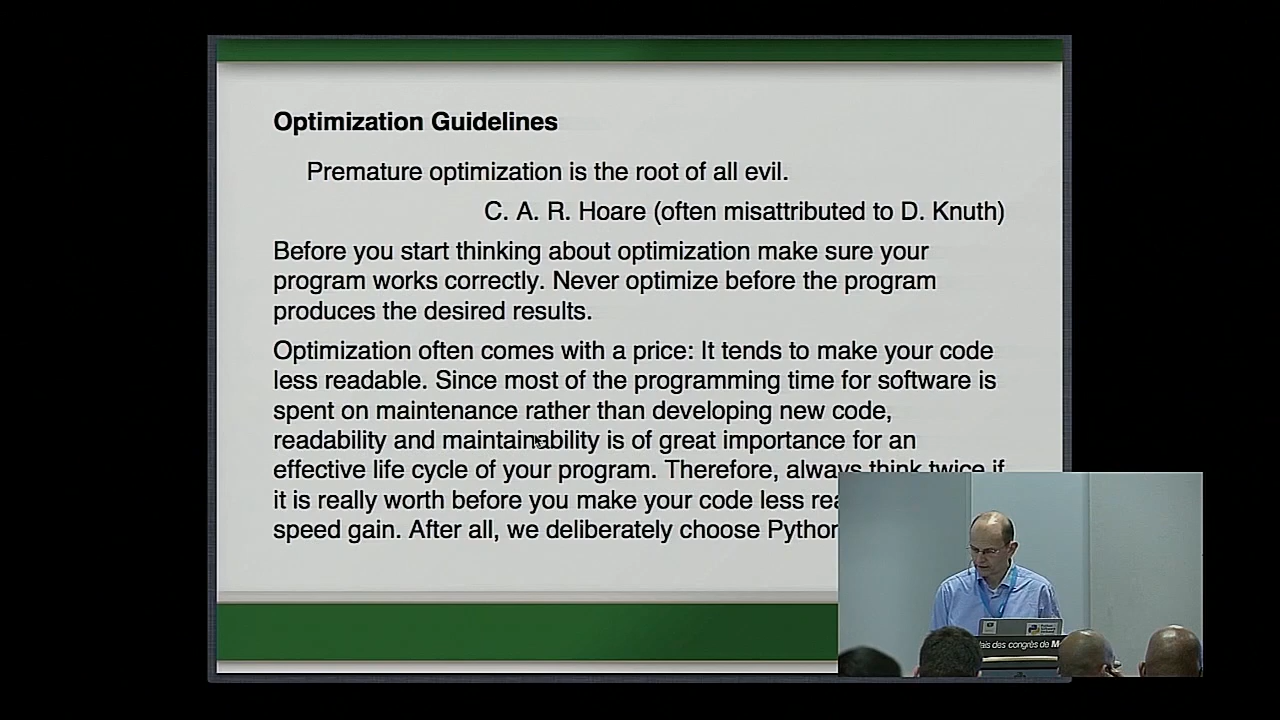 Optimization Guidelines
Premature optimization is the root of all evil.
C. A. R. Hoare (often misattributed to D. Knuth)
Before you start thinking about optimization make sure your
program works correctly. Never optimize before the program
produces the desired results.
Optimization often comes with a price: It tends to make your code
less readable. Since most of the programming time for software is
spent on maintenance rather than developing new code,
readability and maintainability is of great importance for an
effective life cycle of your program. Therefore, always think twice if
it is really worth before you make your code less
speed gain. After all, we deliberately choose
des congrès de